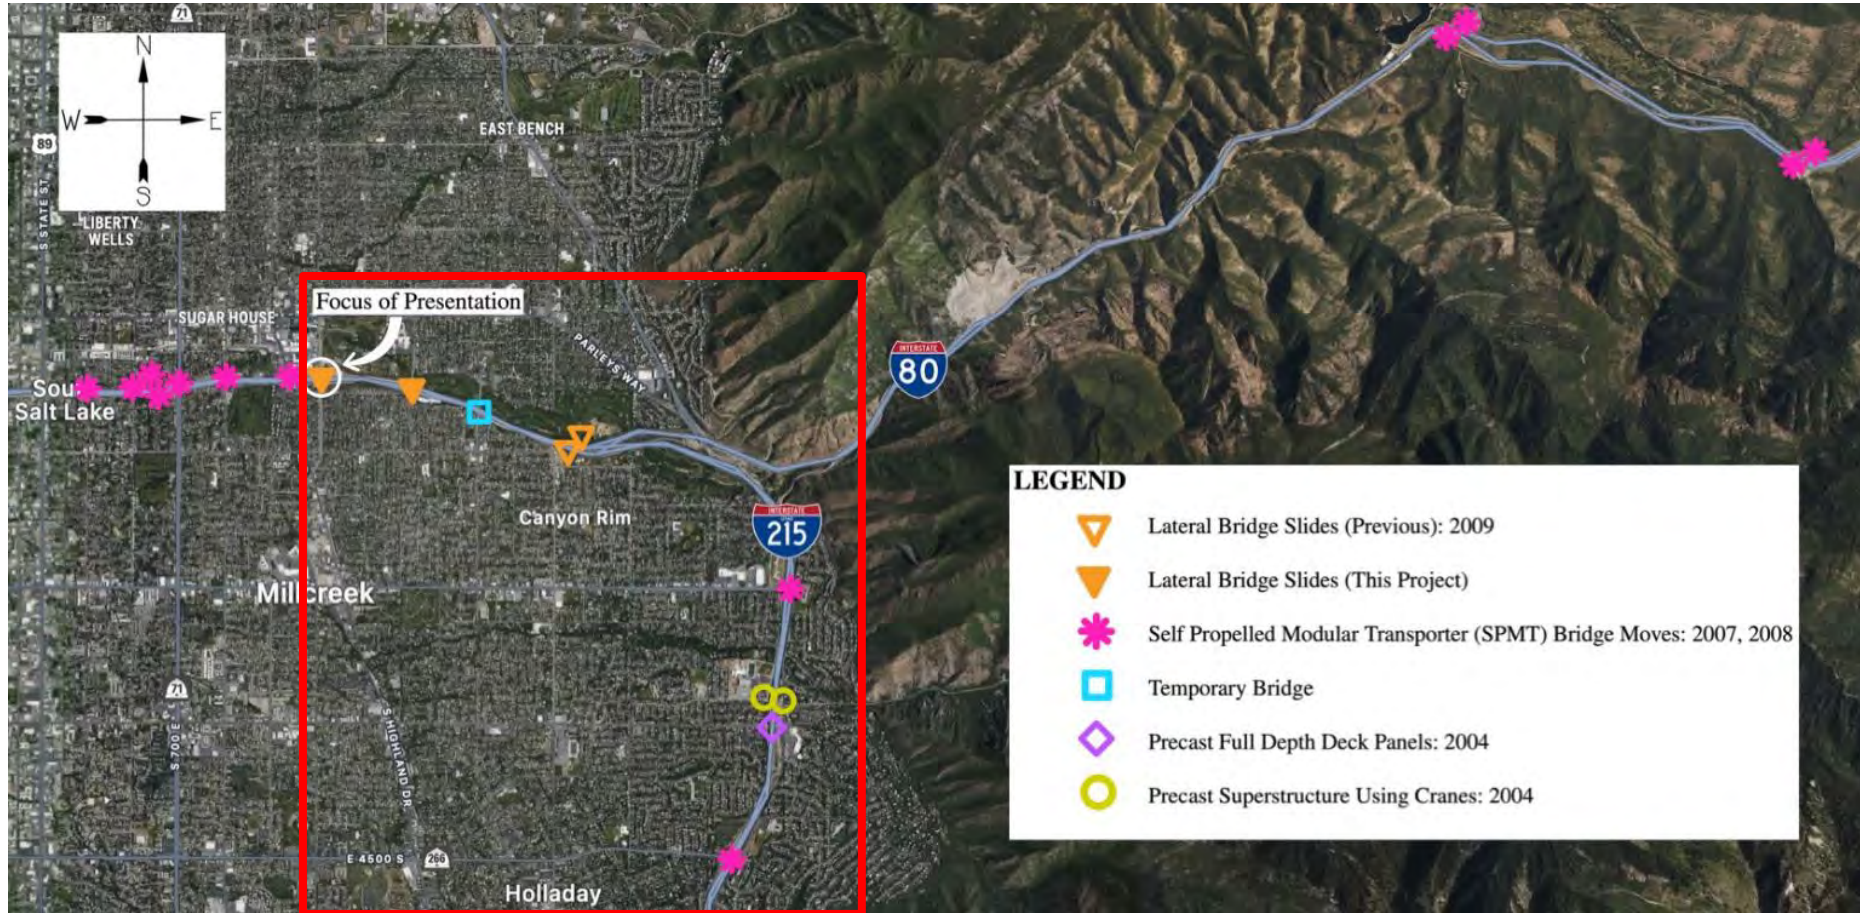 71
N
W
E
S
E
EAST BENCH
89
S STATE ST
LIBERTY
WELLS
Focus of Presentation
SUGAR HOUSE
PARLEYS WAY
INTERSTATE
80
Sou
Salt Lake
LEGEND
Lateral Bridge Slides (Previous): 2009
Lateral Bridge Slides (This Project)
Self Propelled Modular Transporter (SPMT) Bridge Moves: 2007, 2008
Temporary Bridge
Precast Full Depth Deck Panels: 2004
Precast Superstructure Using Cranes: 2004
Canyon Rim
INTERSTATE
215
Millcreek
71
S 700 E
S HIGHLAND DR
E 4500 S
266
Holladay